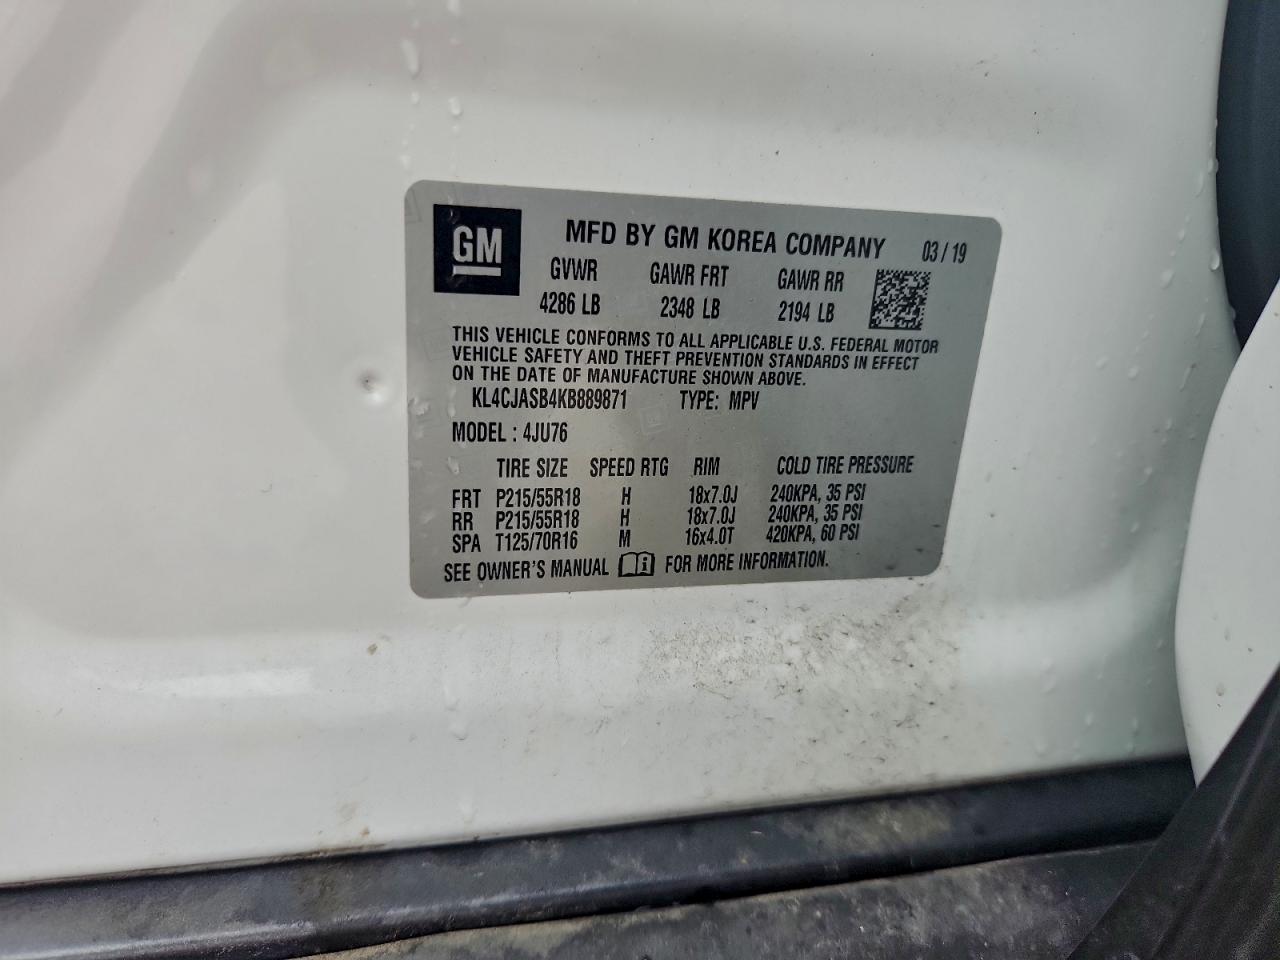 GM
MFD BY GM KOREA COMPANY 03 / 19
GVWR GAWR FRT GAWR RR
4286 LB 2348 LB 2194 LB
THIS VEHICLE CONFORMS TO ALL APPLICABLE U.S. FEDERAL MOTOR
VEHICLE SAFETY AND THEFT PREVENTION STANDARDS IN EFFECT
ON THE DATE OF MANUFACTURE SHOWN ABOVE.
KL4CJASB4KB889871 TYPE: MPV
MODEL : 4JU76
TIRE SIZE SPEED RTG RIM COLD TIRE PRESSURE
FRT P215/55R18 H 18x7.0J 240KPA, 35 PSI
RR P215/55R18 H 18x7.0J 240KPA, 35 PSI
SPA T125/70R16 M 16x4.0T 420KPA, 60 PSI
SEE OWNER'S MANUAL i FOR MORE INFORMATION.